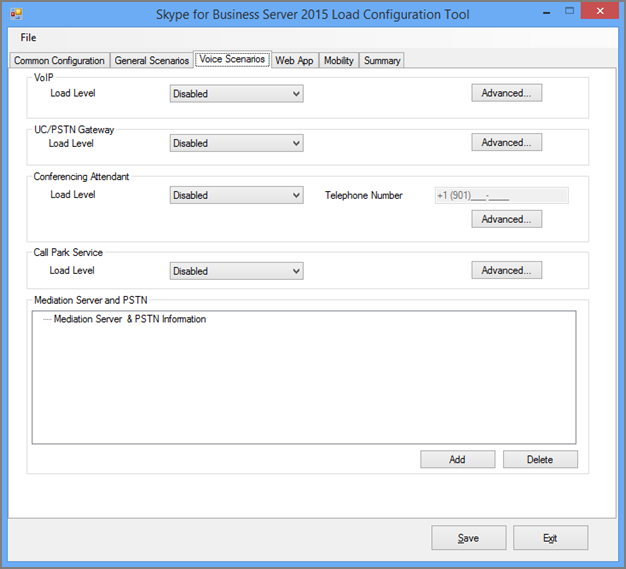 Skype for Business Server 2015 Load Configuration Tool
File
Common Configuration General Scenarios Voice Scenarios Web App Mobility Summary
VoIP
Load Level Disabled Advanced...
UC/PSTN Gateway
Load Level Disabled Advanced...
Conferencing Attendant
Load Level Disabled Telephone Number +1 (901)___-____
Advanced...
Call Park Service
Load Level Disabled Advanced...
Mediation Server and PSTN
Mediation Server & PSTN Information
Add Delete
Save Exit